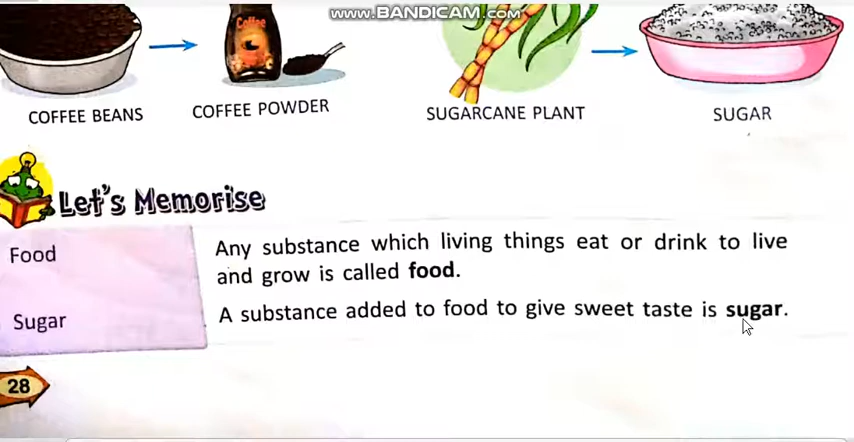 www.BANDICAM.com
Coffee
COFFEE BEANS
COFFEE POWDER
SUGARCANE PLANT
SUGAR
Let's Memorise
Food
Any substance which living things eat or drink to live
and grow is called food.
Sugar
A substance added to food to give sweet taste is sugar.
28